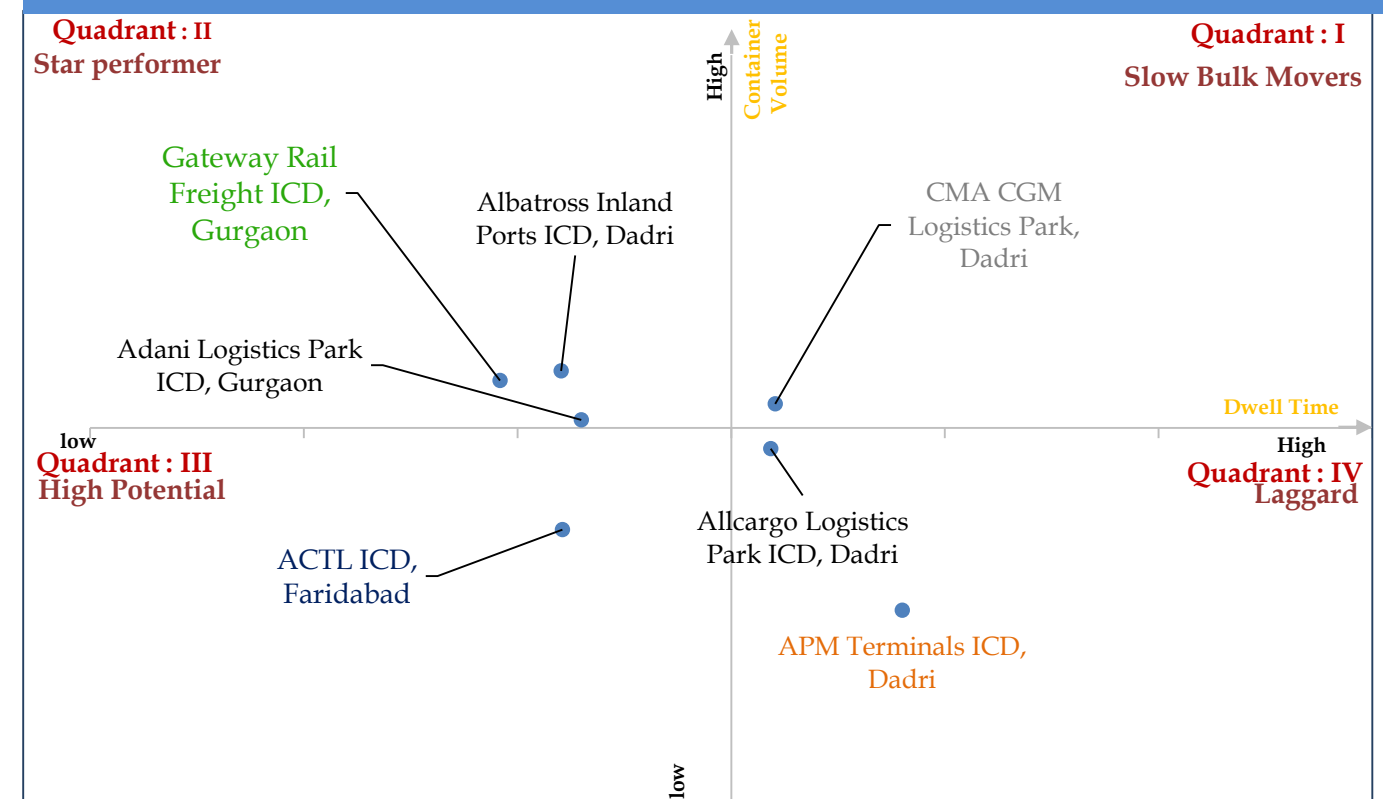 Quadrant : II
Star performer
High
Container
Volume
Quadrant : I
Slow Bulk Movers
Gateway Rail
Freight ICD,
Gurgaon
Albatross Inland
Ports ICD, Dadri
CMA CGM
Logistics Park,
Dadri
Adani Logistics Park
ICD, Gurgaon
Dwell Time
low
High
Quadrant : III
High Potential
Quadrant : IV
Laggard
Allcargo Logistics
Park ICD, Dadri
ACTL ICD,
Faridabad
APM Terminals ICD,
Dadri
low